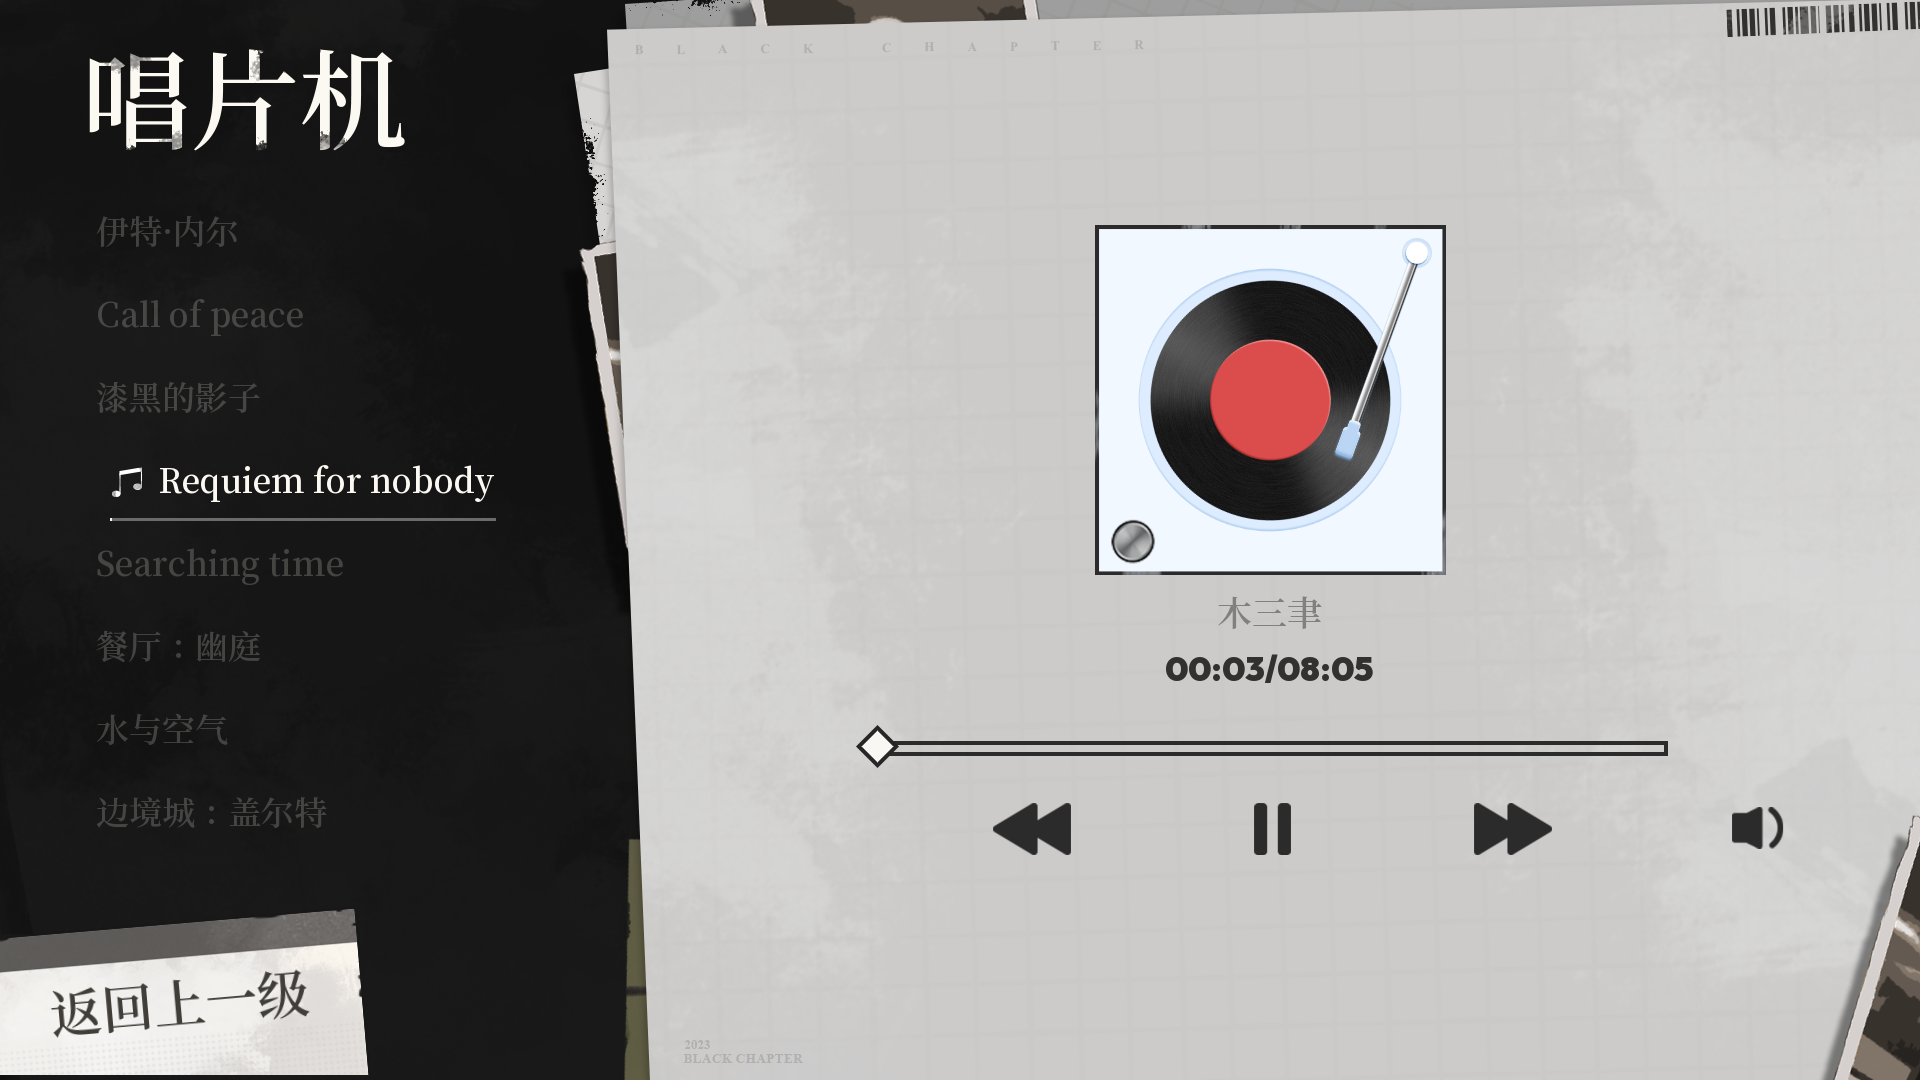 唱片机
伊特·内尔
Call of peace
漆黑的影子
Requiem for nobody
Searching time
餐厅：幽庭
水与空气
边境城：盖尔特
返回上一级
BLACK CHAPTER
木三聿
00:03/08:05
2023
BLACK CHAPTER